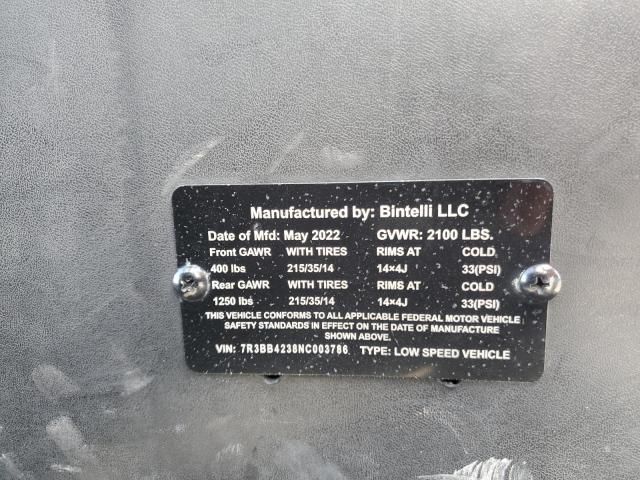 Manufactured by: Bintelli LLC
Date of Mfd: May 2022 GVWR: 2100 LBS.
Front GAWR WITH TIRES RIMS AT COLD
400 lbs 215/35/14 14×4J 33(PSI)
Rear GAWR WITH TIRES RIMS AT COLD
1250 lbs 215/35/14 14×4J 33(PSI)
THIS VEHICLE CONFORMS TO ALL APPLICABLE FEDERAL MOTOR VEHICLE
SAFETY STANDARDS IN EFFECT ON THE DATE OF MANUFACTURE
SHOWN ABOVE.
VIN: 7R3BB4238NC003786 TYPE: LOW SPEED VEHICLE